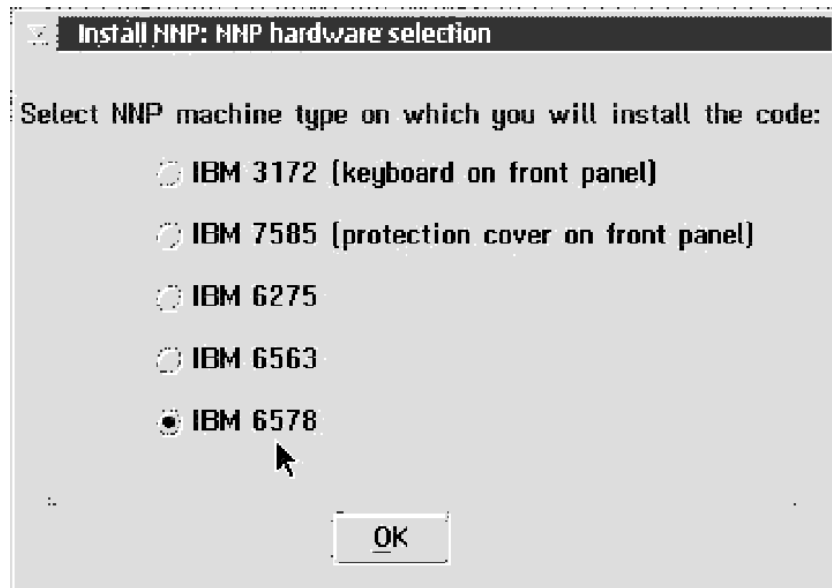 Install NNP: NNP hardware selection
Select NNP machine type on which you will install the code:
IBM 3172 (keyboard on front panel)
IBM 7585 (protection cover on front panel)
IBM 6275
IBM 6563
IBM 6578
OK